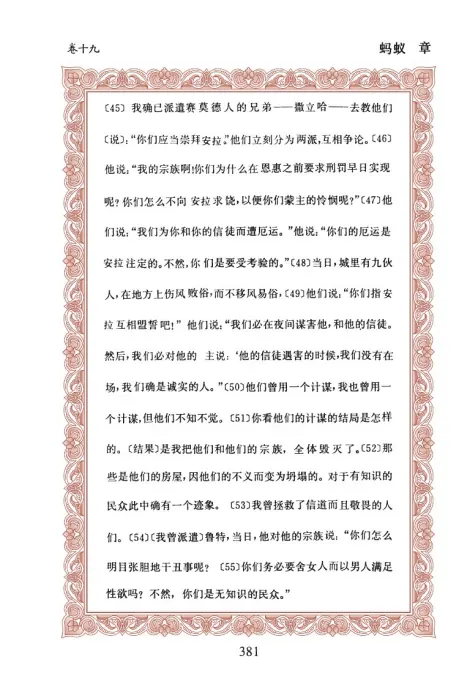 卷十九
蚂蚁 章
〔45〕我确已派遣赛莫德人的兄弟——撒立哈——去教他们
〔说〕：“你们应当崇拜安拉。”他们立刻分为两派，互相争论。〔46〕
他说：“我的宗族啊！你们为什么在恩惠之前要求刑罚早日实现
呢？你们怎么不向安拉求饶，以便你们蒙主的怜悯呢？”〔47〕他
们说：“我们为你和你的信徒而遭厄运。”他说：“你们的厄运是
安拉注定的。不然，你们是要受考验的。”〔48〕当日，城里有九伙
人，在地方上伤风败俗，而不移风易俗，〔49〕他们说：“你们指安
拉互相盟誓吧！” 他们说：“我们必在夜间谋害他，和他的信徒。
然后，我们必对他的 主说：‘他的信徒遇害的时候，我们没有在
场，我们确是诚实的人。”〔50〕他们曾用一个计谋，我也曾用一
个计谋，但他们不知不觉。〔51〕你看他们的计谋的结局是怎样
的。〔结果〕是我把他们和他们的宗族，全体毁灭了。〔52〕那
些是他们的房屋，因他们的不义而变为坍塌的。对于有知识的
民众此中确有一个迹象。〔53〕我曾拯救了信道而且敬畏的人
们。〔54〕〔我曾派遣〕鲁特，当日，他对他的宗族说：“你们怎么
明目张胆地干丑事呢？〔55〕你们务必要舍女人而以男人满足
性欲吗？不然，你们是无知识的民众。”
381